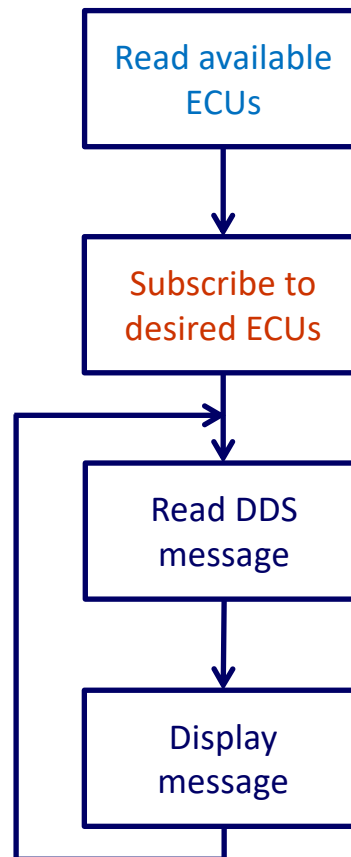 Read available
ECUs
Subscribe to
desired ECUs
Read DDS
message
Display
message